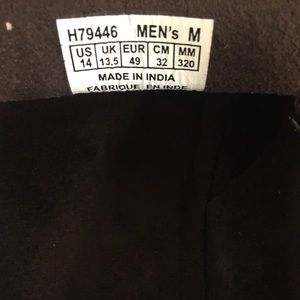 H79446 MEN's M
US UK EUR CM MM
14 13,5 49 32 320
MADE IN INDIA
FABRIQUE EN INDE